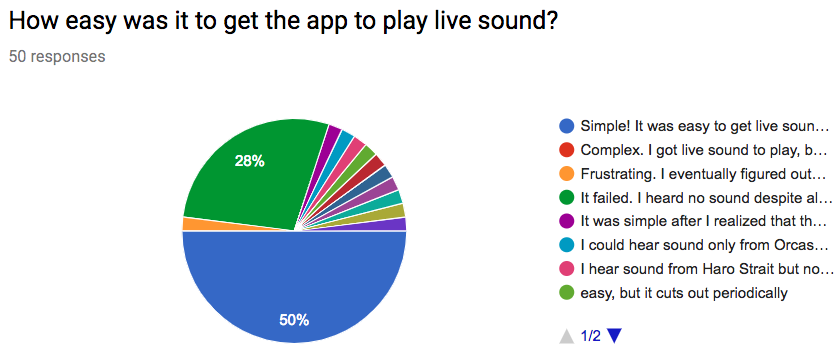 How easy was it to get the app to play live sound?
50 responses
28%
50%
Simple! It was easy to get live soun…
Complex. I got live sound to play, b…
Frustrating. I eventually figured out…
It failed. I heard no sound despite al…
It was simple after I realized that th…
I could hear sound only from Orcas…
I hear sound from Haro Strait but no…
easy, but it cuts out periodically
1/2